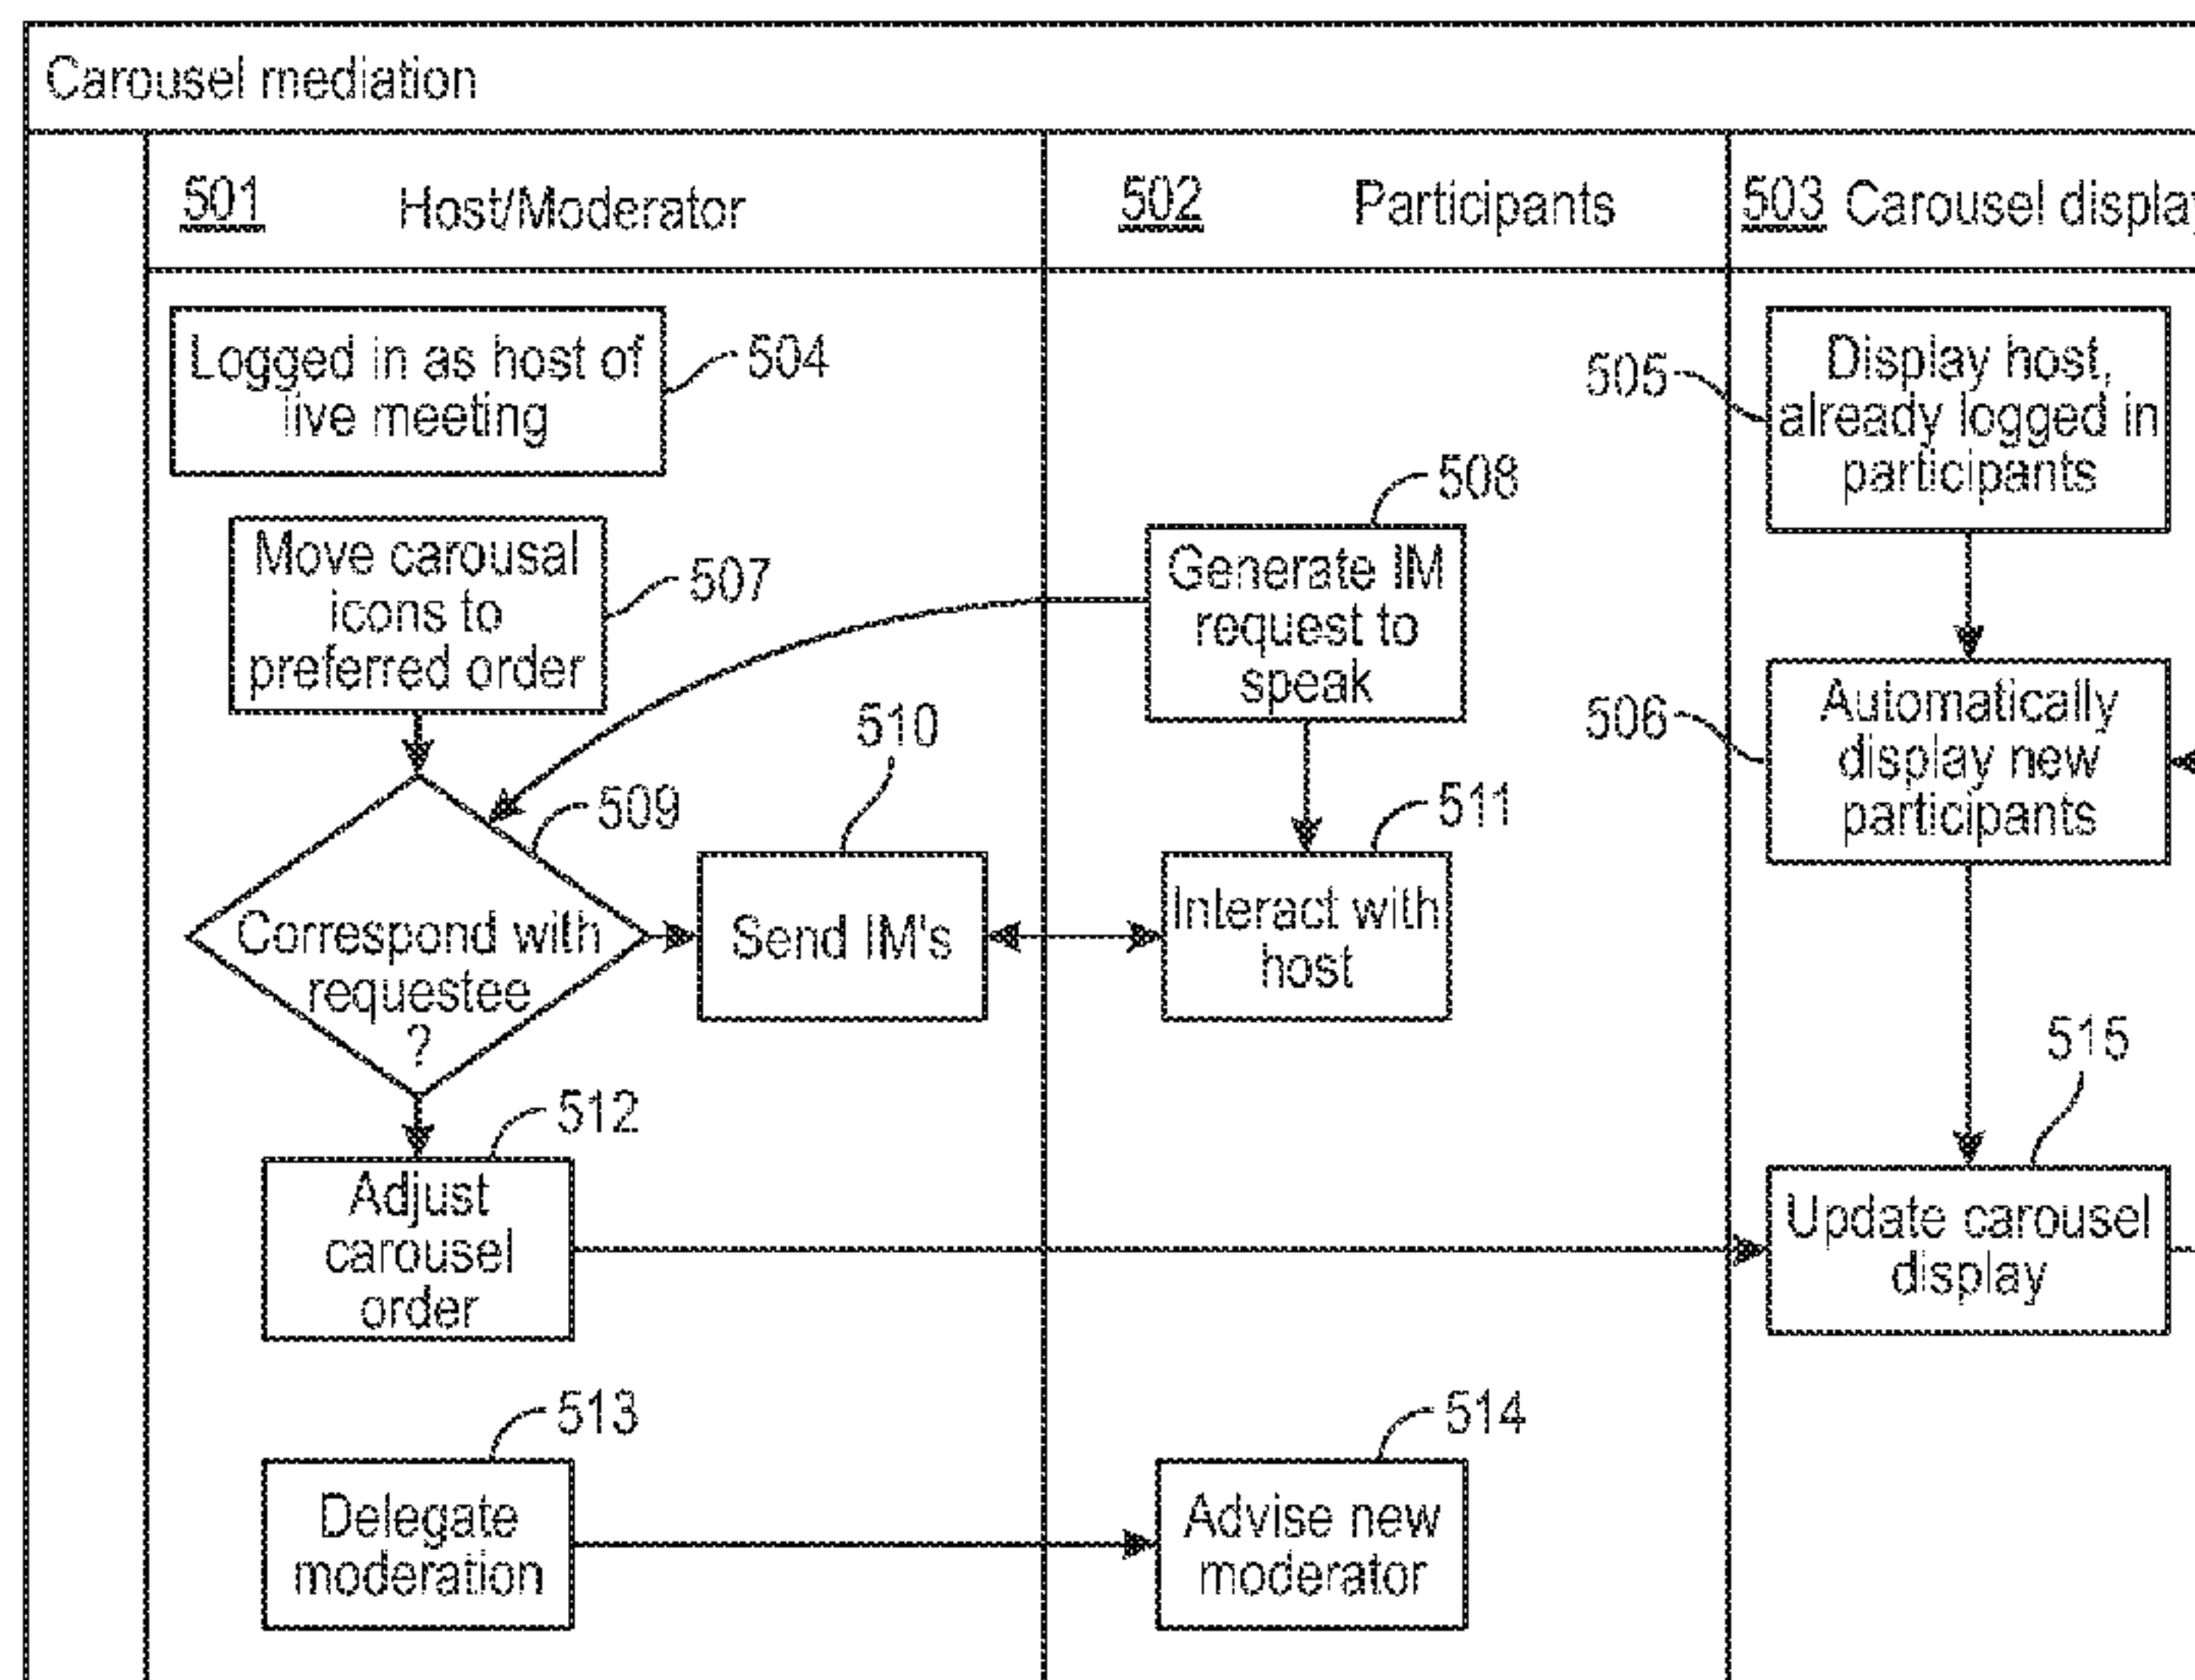 Carousel mediation
501 Host/Moderator
502 Participants
503 Carousel display
Logged in as host of
live meeting
504
505
Display host,
already logged in
participants
Move carousal
icons to
preferred order
507
508
Generate IM
request to
speak
506
Automatically
display new
participants
509
Correspond with
requestee
?
510
Send IM's
511
Interact with
host
512
Adjust
carousel
order
515
Update carousel
display
513
Delegate
moderation
514
Advise new
moderator